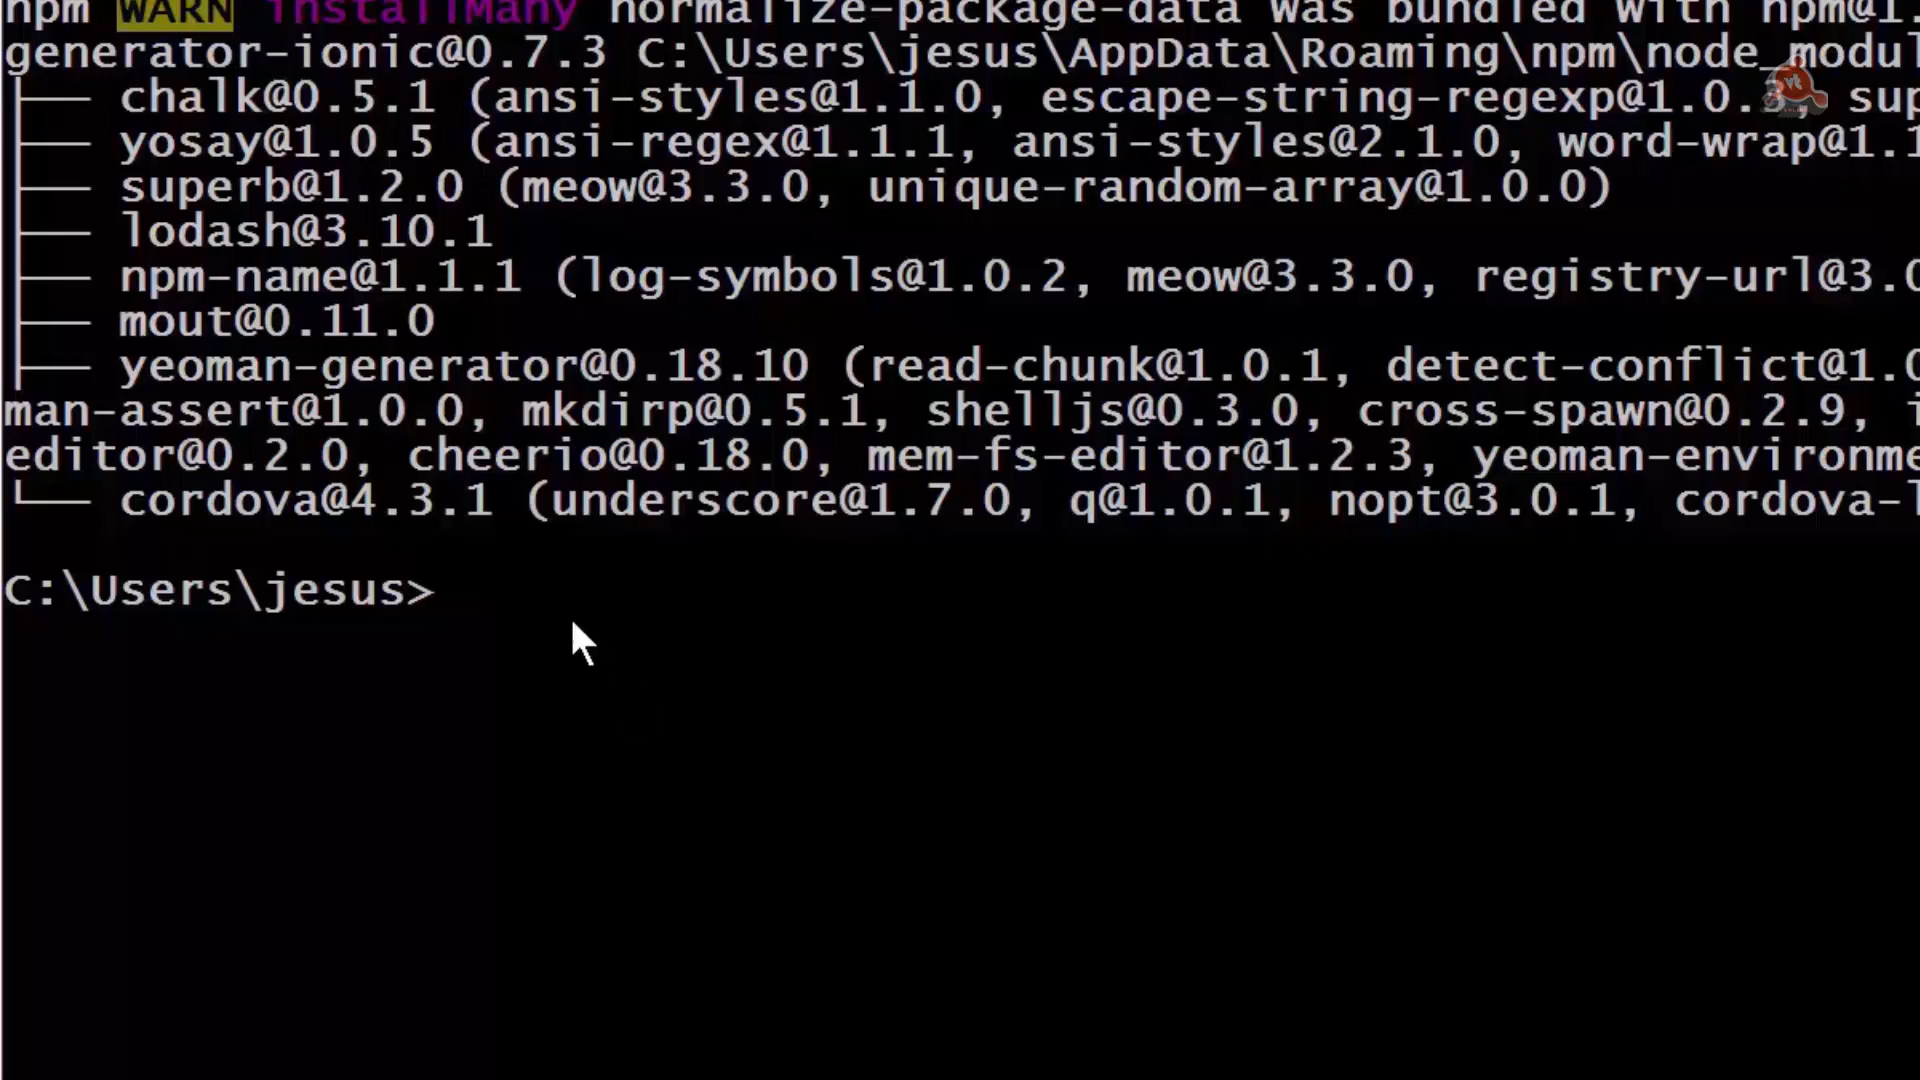 npm WARN installMany normalize-package-data was bundled with npm@1.
generator-ionic@0.7.3 C:\Users\jesus\AppData\Roaming\npm\node_modul
├── chalk@0.5.1 (ansi-styles@1.1.0, escape-string-regexp@1.0.3, sup
├── yosay@1.0.5 (ansi-regex@1.1.1, ansi-styles@2.1.0, word-wrap@1.1
├── superb@1.2.0 (meow@3.3.0, unique-random-array@1.0.0)
├── lodash@3.10.1
├── npm-name@1.1.1 (log-symbols@1.0.2, meow@3.3.0, registry-url@3.0
├── mout@0.11.0
├── yeoman-generator@0.18.10 (read-chunk@1.0.1, detect-conflict@1.0
man-assert@1.0.0, mkdirp@0.5.1, shelljs@0.3.0, cross-spawn@0.2.9, i
editor@0.2.0, cheerio@0.18.0, mem-fs-editor@1.2.3, yeoman-environme
└── cordova@4.3.1 (underscore@1.7.0, q@1.0.1, nopt@3.0.1, cordova-l
C:\Users\jesus>